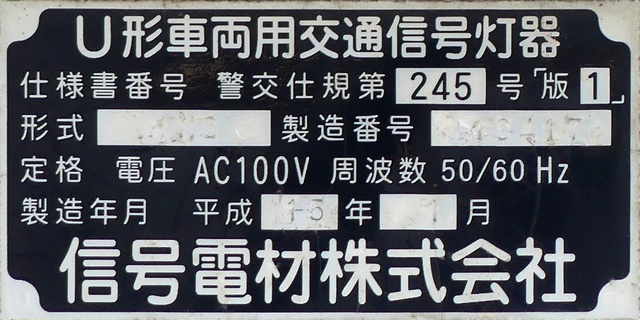 U形車両用交通信号灯器
仕様書番号 警交仕規第 245 号「版 1」
形式 製造番号
定格 電圧 AC100V 周波数 50/60 Hz
製造年月 平成 15 年 1 月
信号電材株式会社